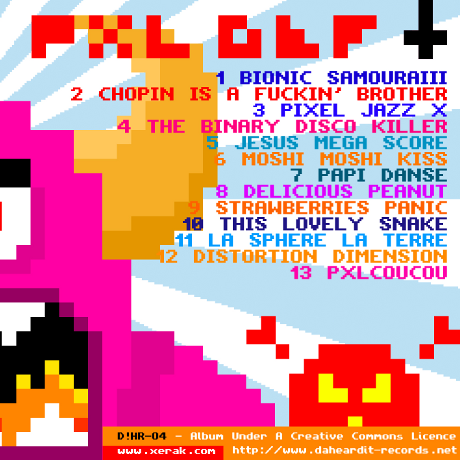 PXL DEF
1 BIONIC SAMOURAIII
2 CHOPIN IS A FUCKIN' BROTHER
3 PIXEL JAZZ X
4 THE BINARY DISCO KILLER
5 JESUS MEGA SCORE
6 MOSHI MOSHI KISS
7 PAPI DANSE
8 DELICIOUS PEANUT
9 STRAWBERRIES PANIC
10 THIS LOVELY SNAKE
11 LA SPHERE LA TERRE
12 DISTORTION DIMENSION
13 PXLCOUCOU
D!HR-04 - Album Under A Creative Commons Licence
www.xerak.com http://www.daheardit-records.net